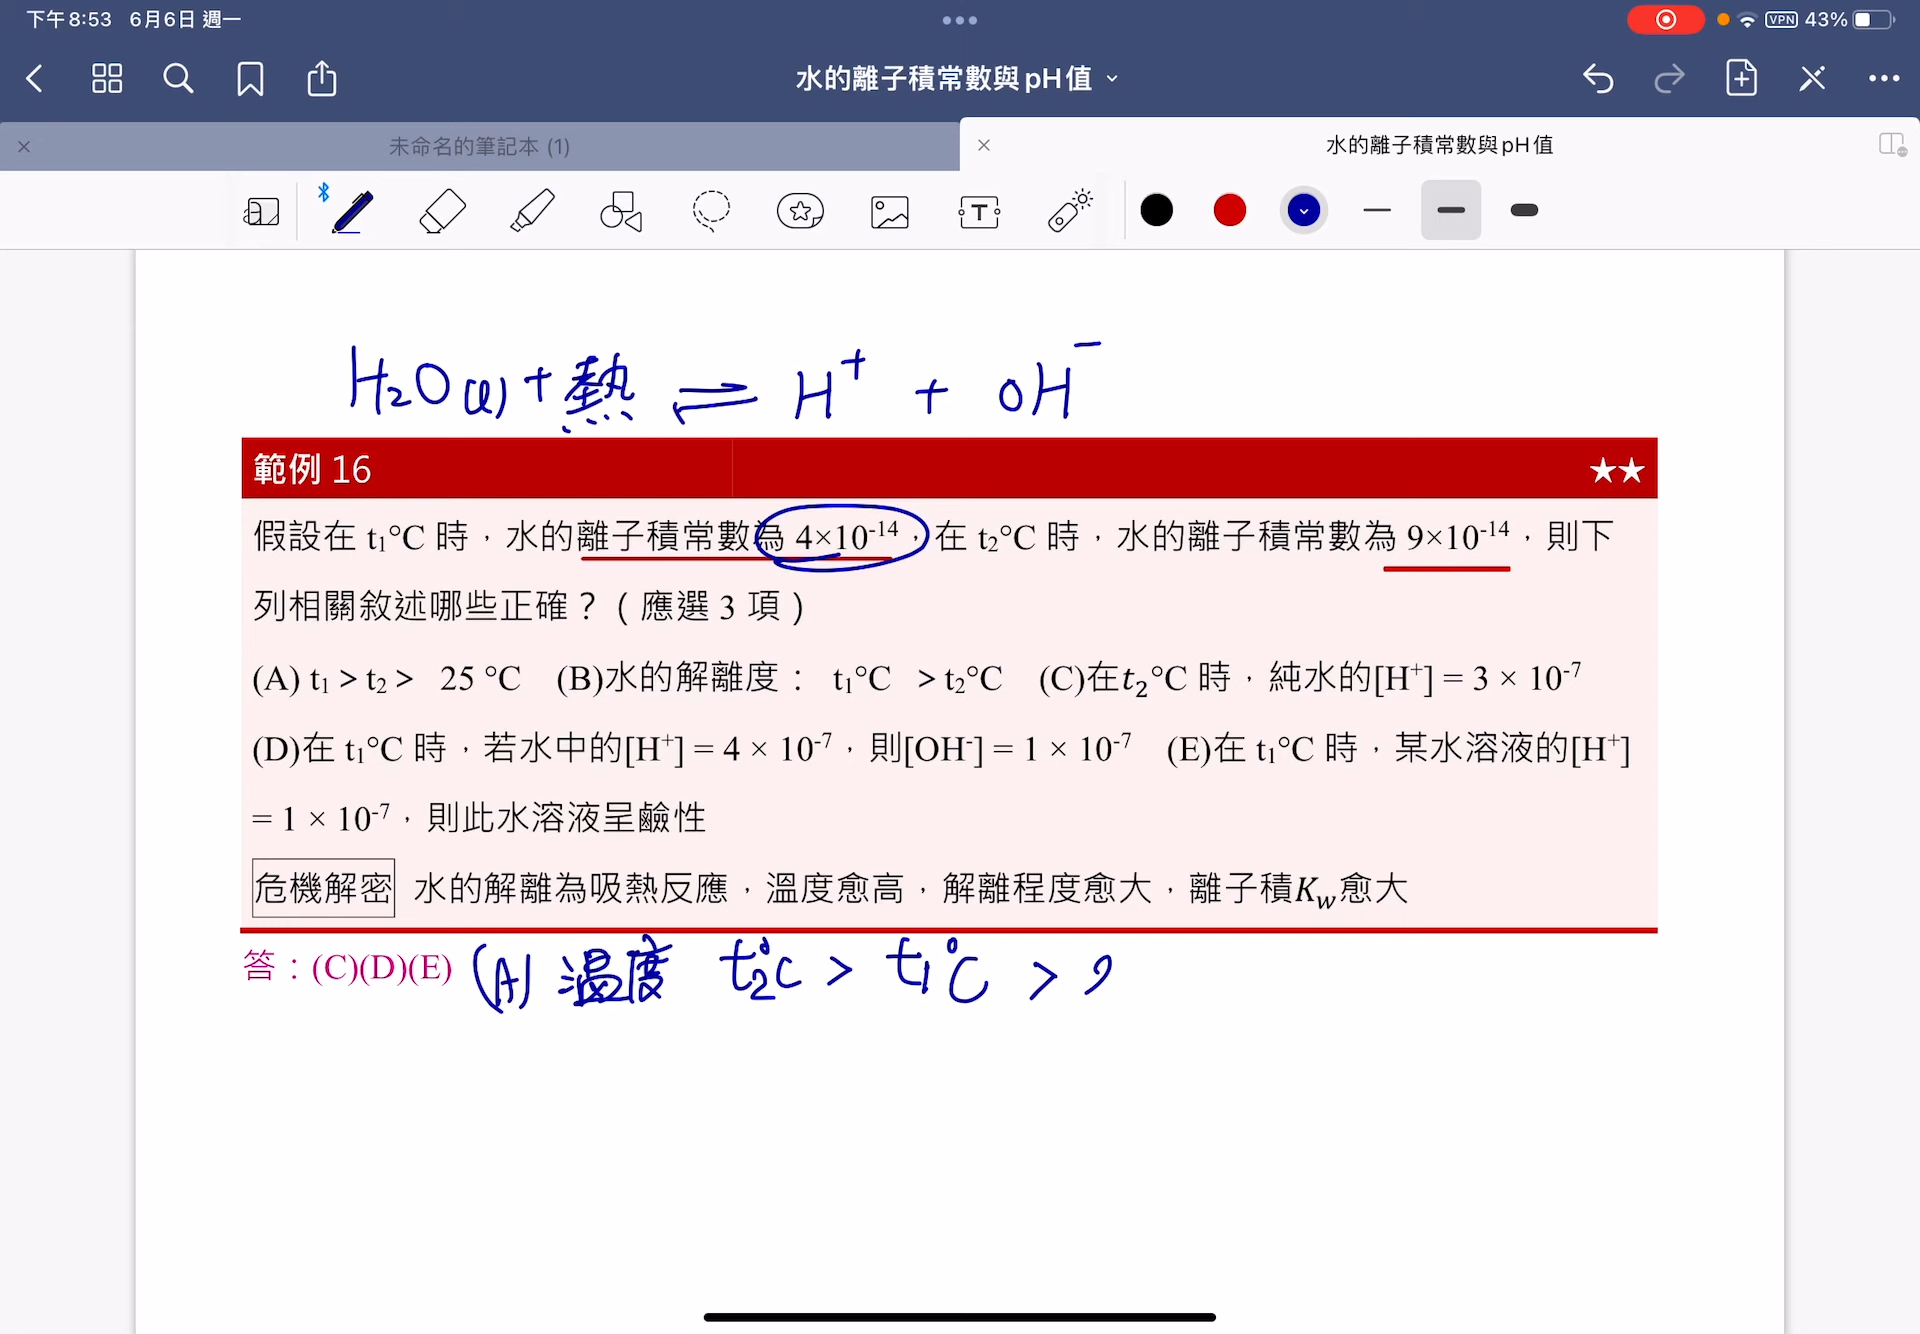 下午8:53 6月6日 週一
VPN 43%
水的離子積常數與pH值
未命名的筆記本 (1)
水的離子積常數與pH值
H₂O(l) + 熱 ⇌ H⁺ + OH⁻
範例 16 ★★
假設在 t₁°C 時，水的離子積常數為 4×10⁻¹⁴，在 t₂°C 時，水的離子積常數為 9×10⁻¹⁴，則下
列相關敘述哪些正確？（應選 3 項）
(A) t₁ > t₂ > 25 °C (B)水的解離度： t₁°C > t₂°C (C)在t₂°C 時，純水的[H⁺] = 3 × 10⁻⁷
(D)在 t₁°C 時，若水中的[H⁺] = 4 × 10⁻⁷，則[OH⁻] = 1 × 10⁻⁷ (E)在 t₁°C 時，某水溶液的[H⁺]
= 1 × 10⁻⁷，則此水溶液呈鹼性
危機解密 水的解離為吸熱反應，溫度愈高，解離程度愈大，離子積K_w愈大
答：(C)(D)(E) (A) 溫度 t₂°C > t₁°C >